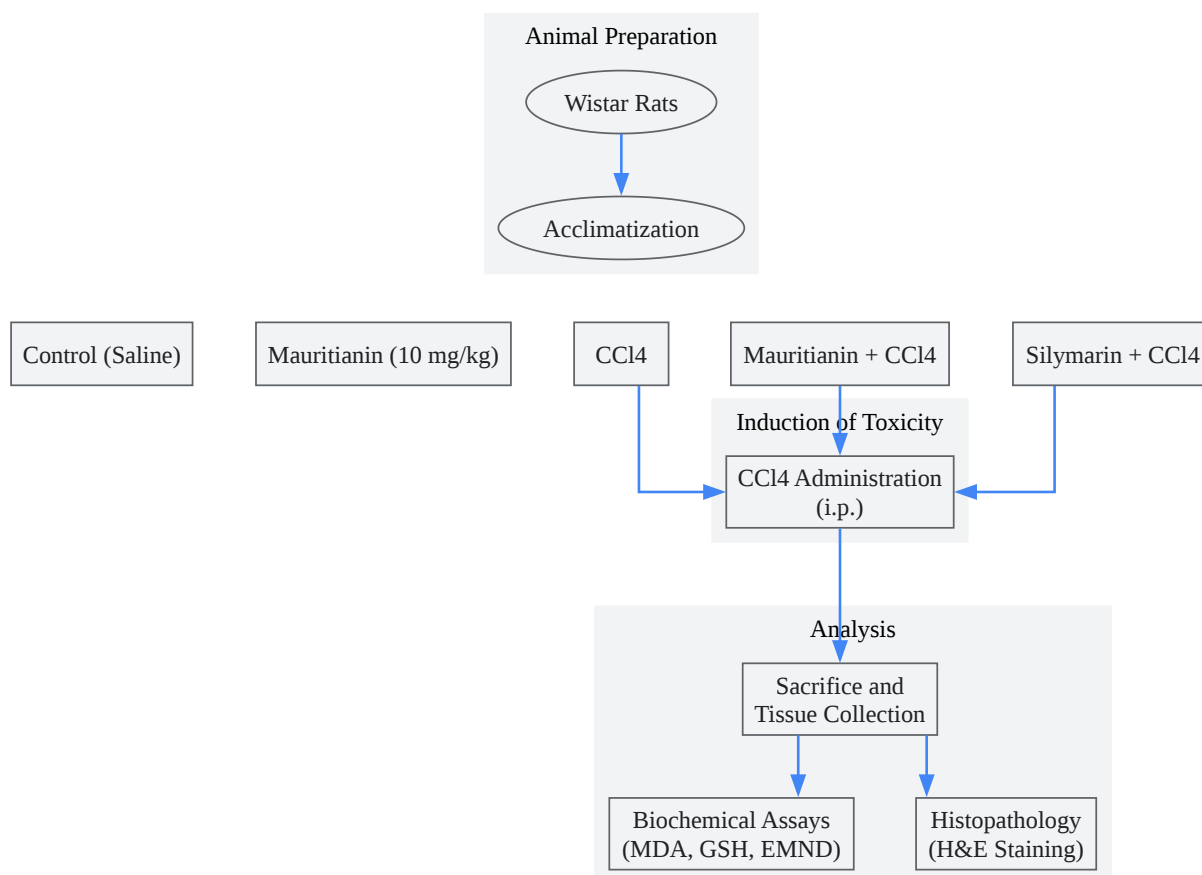 Animal Preparation
Wistar Rats
Acclimatization
Control (Saline)
Mauritianin (10 mg/kg)
CCl4
Mauritianin + CCl4
Silymarin + CCl4
Induction of Toxicity
CCl4 Administration
(i.p.)
Analysis
Sacrifice and
Tissue Collection
Biochemical Assays
(MDA, GSH, EMND)
Histopathology
(H&E Staining)